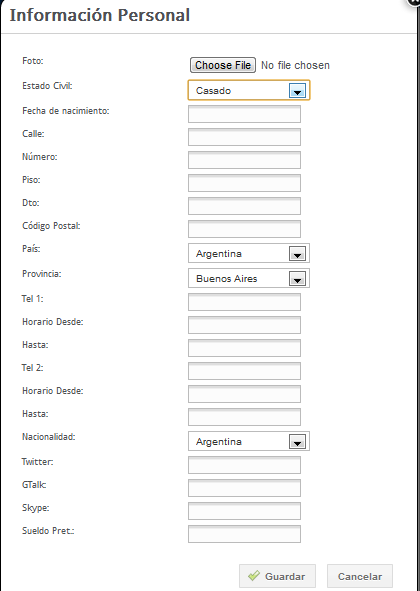 Información Personal
Foto: Choose File No file chosen
Estado Civil: Casado
Fecha de nacimiento:
Calle:
Número:
Piso:
Dto:
Código Postal:
País: Argentina
Provincia: Buenos Aires
Tel 1:
Horario Desde:
Hasta:
Tel 2:
Horario Desde:
Hasta:
Nacionalidad: Argentina
Twitter:
GTalk:
Skype:
Sueldo Pret.:
Guardar Cancelar